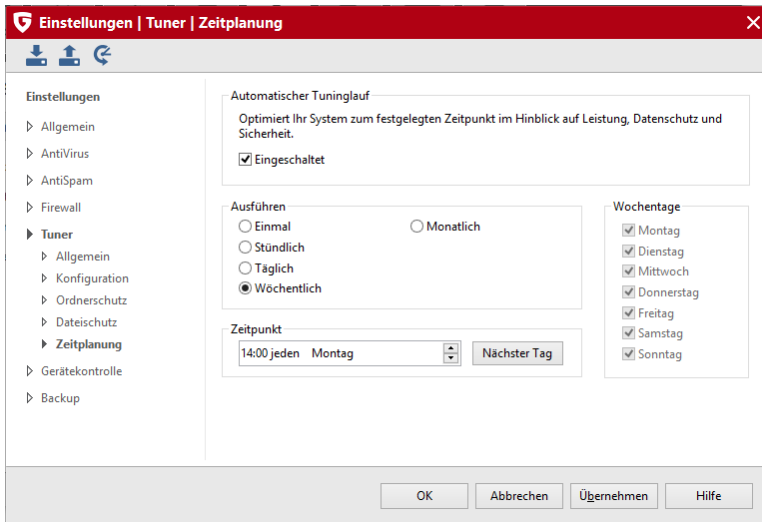 Einstellungen | Tuner | Zeitplanung
Einstellungen
Allgemein
AntiVirus
AntiSpam
Firewall
Tuner
Allgemein
Konfiguration
Ordnerschutz
Dateischutz
Zeitplanung
Gerätekontrolle
Backup
Automatischer Tuninglauf
Optimiert Ihr System zum festgelegten Zeitpunkt im Hinblick auf Leistung, Datenschutz und
Sicherheit.
Eingeschaltet
Ausführen
Einmal
Stündlich
Täglich
Wöchentlich
Monatlich
Wochentage
Montag
Dienstag
Mittwoch
Donnerstag
Freitag
Samstag
Sonntag
Zeitpunkt
14:00 jeden Montag
Nächster Tag
OK
Abbrechen
Übernehmen
Hilfe